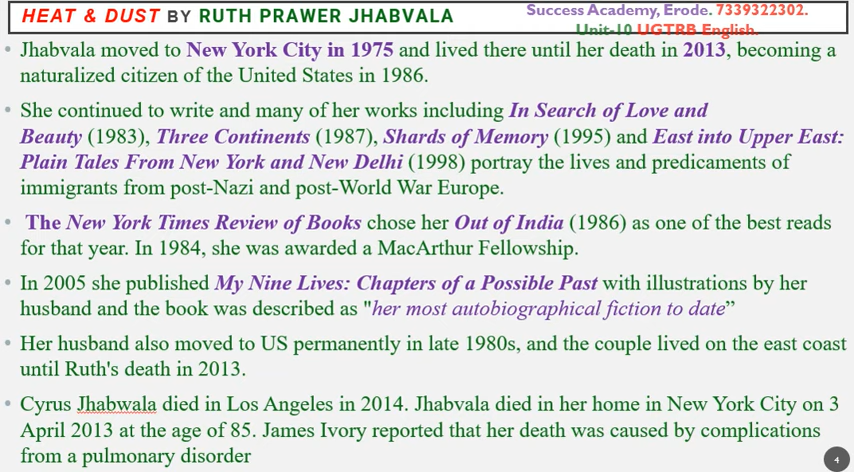 HEAT & DUST BY RUTH PRAWER JHABVALA
Success Academy, Erode. 7339322302.
Unit-10 UGTRB English.
Jhabvala moved to New York City in 1975 and lived there until her death in 2013, becoming a
naturalized citizen of the United States in 1986.
She continued to write and many of her works including In Search of Love and
Beauty (1983), Three Continents (1987), Shards of Memory (1995) and East into Upper East:
Plain Tales From New York and New Delhi (1998) portray the lives and predicaments of
immigrants from post-Nazi and post-World War Europe.
The New York Times Review of Books chose her Out of India (1986) as one of the best reads
for that year. In 1984, she was awarded a MacArthur Fellowship.
In 2005 she published My Nine Lives: Chapters of a Possible Past with illustrations by her
husband and the book was described as "her most autobiographical fiction to date”
Her husband also moved to US permanently in late 1980s, and the couple lived on the east coast
until Ruth's death in 2013.
Cyrus Jhabwala died in Los Angeles in 2014. Jhabvala died in her home in New York City on 3
April 2013 at the age of 85. James Ivory reported that her death was caused by complications
from a pulmonary disorder
4